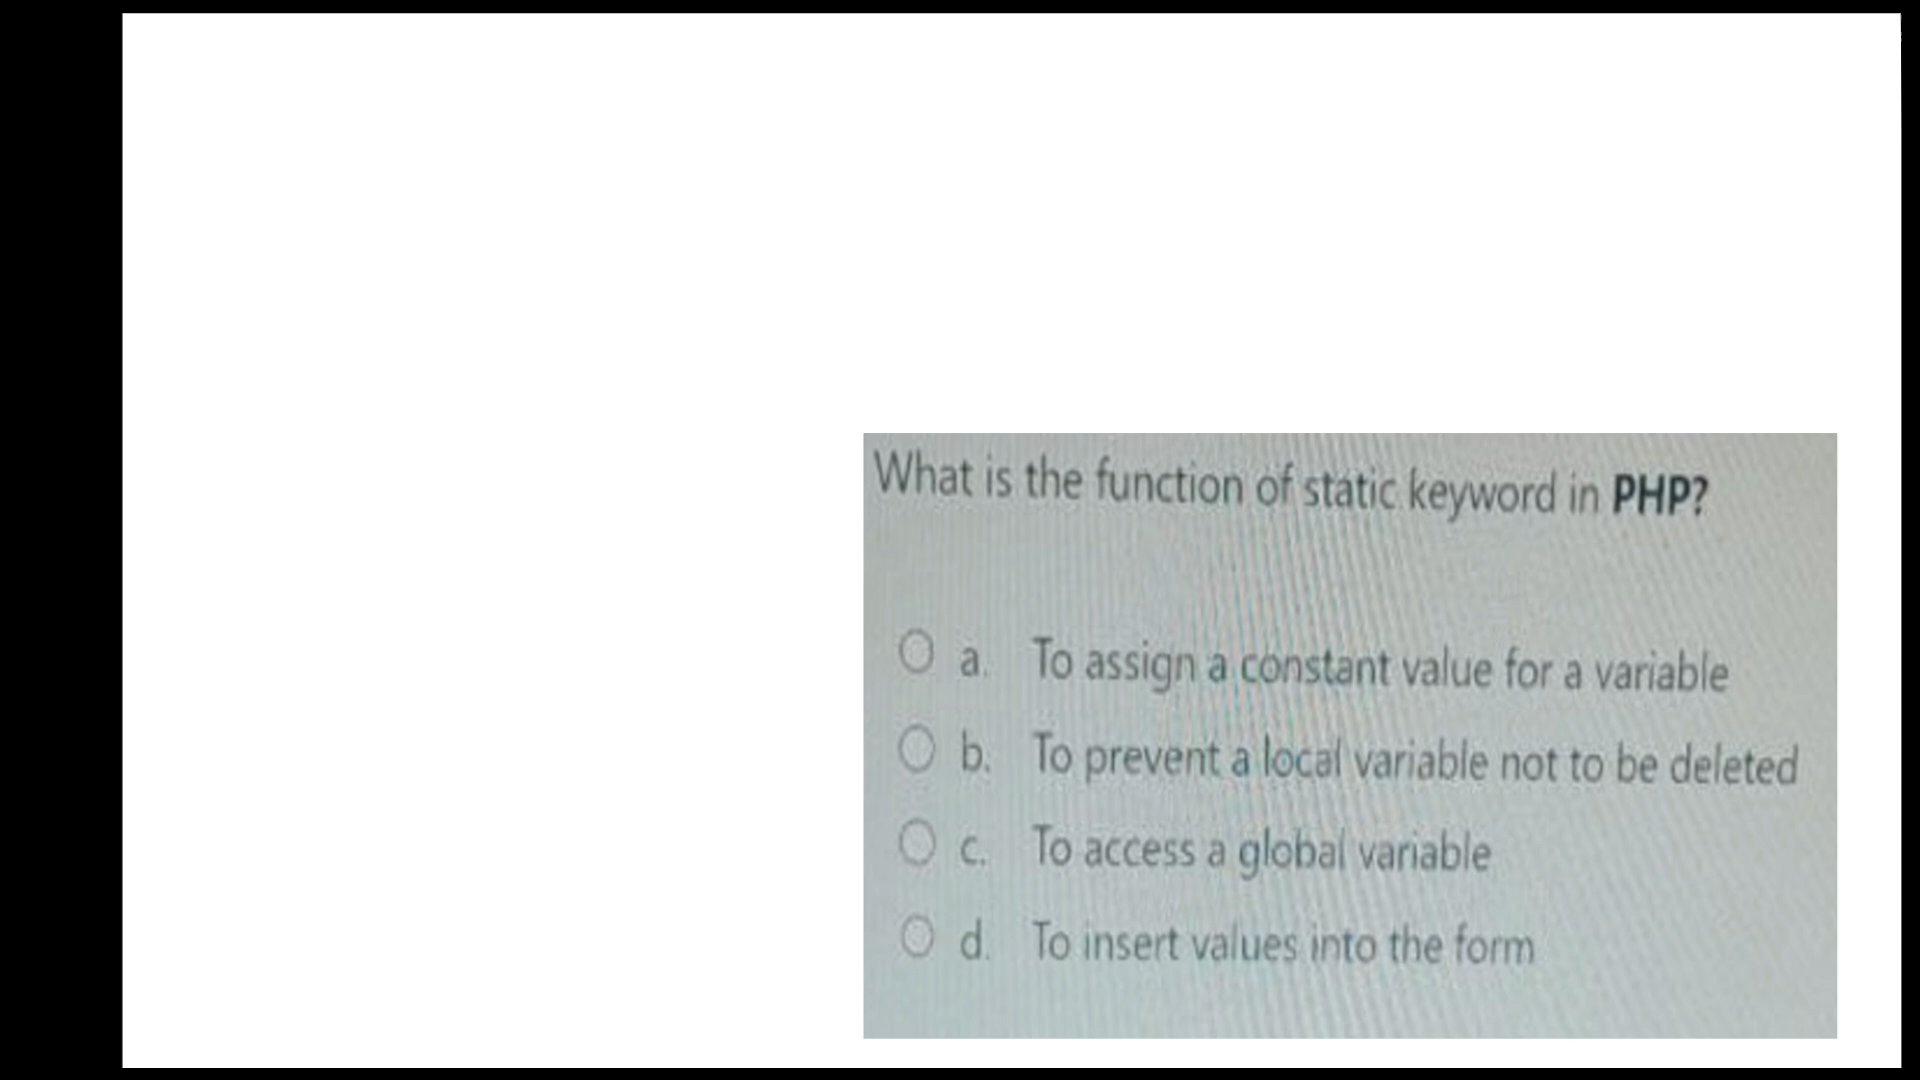 What is the function of static keyword in PHP?
a. To assign a constant value for a variable
b. To prevent a local variable not to be deleted
c. To access a global variable
d. To insert values into the form